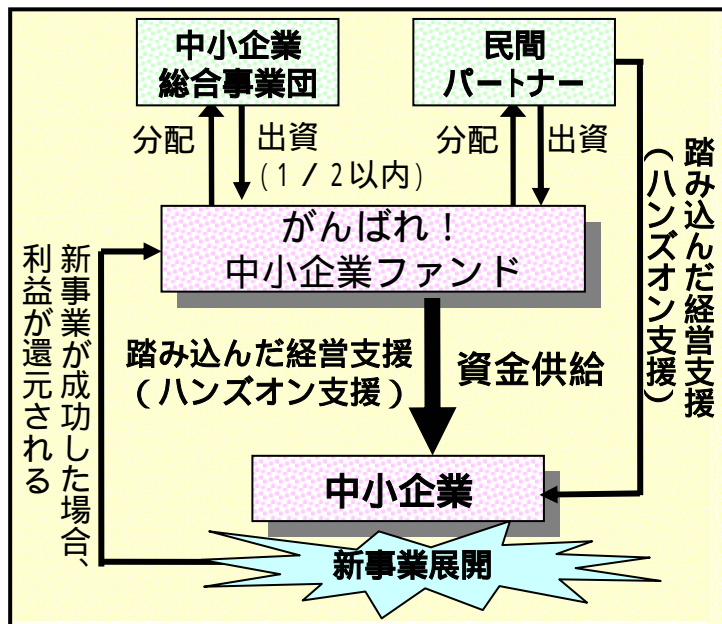 中小企業
総合事業団
民間
パートナー
分配
出資
(1/2以内)
分配
出資
踏み込んだ経営支援
(ハンズオン支援)
がんばれ！
中小企業ファンド
新事業が成功した場合、
利益が還元される
踏み込んだ経営支援
(ハンズオン支援)
資金供給
中小企業
新事業展開